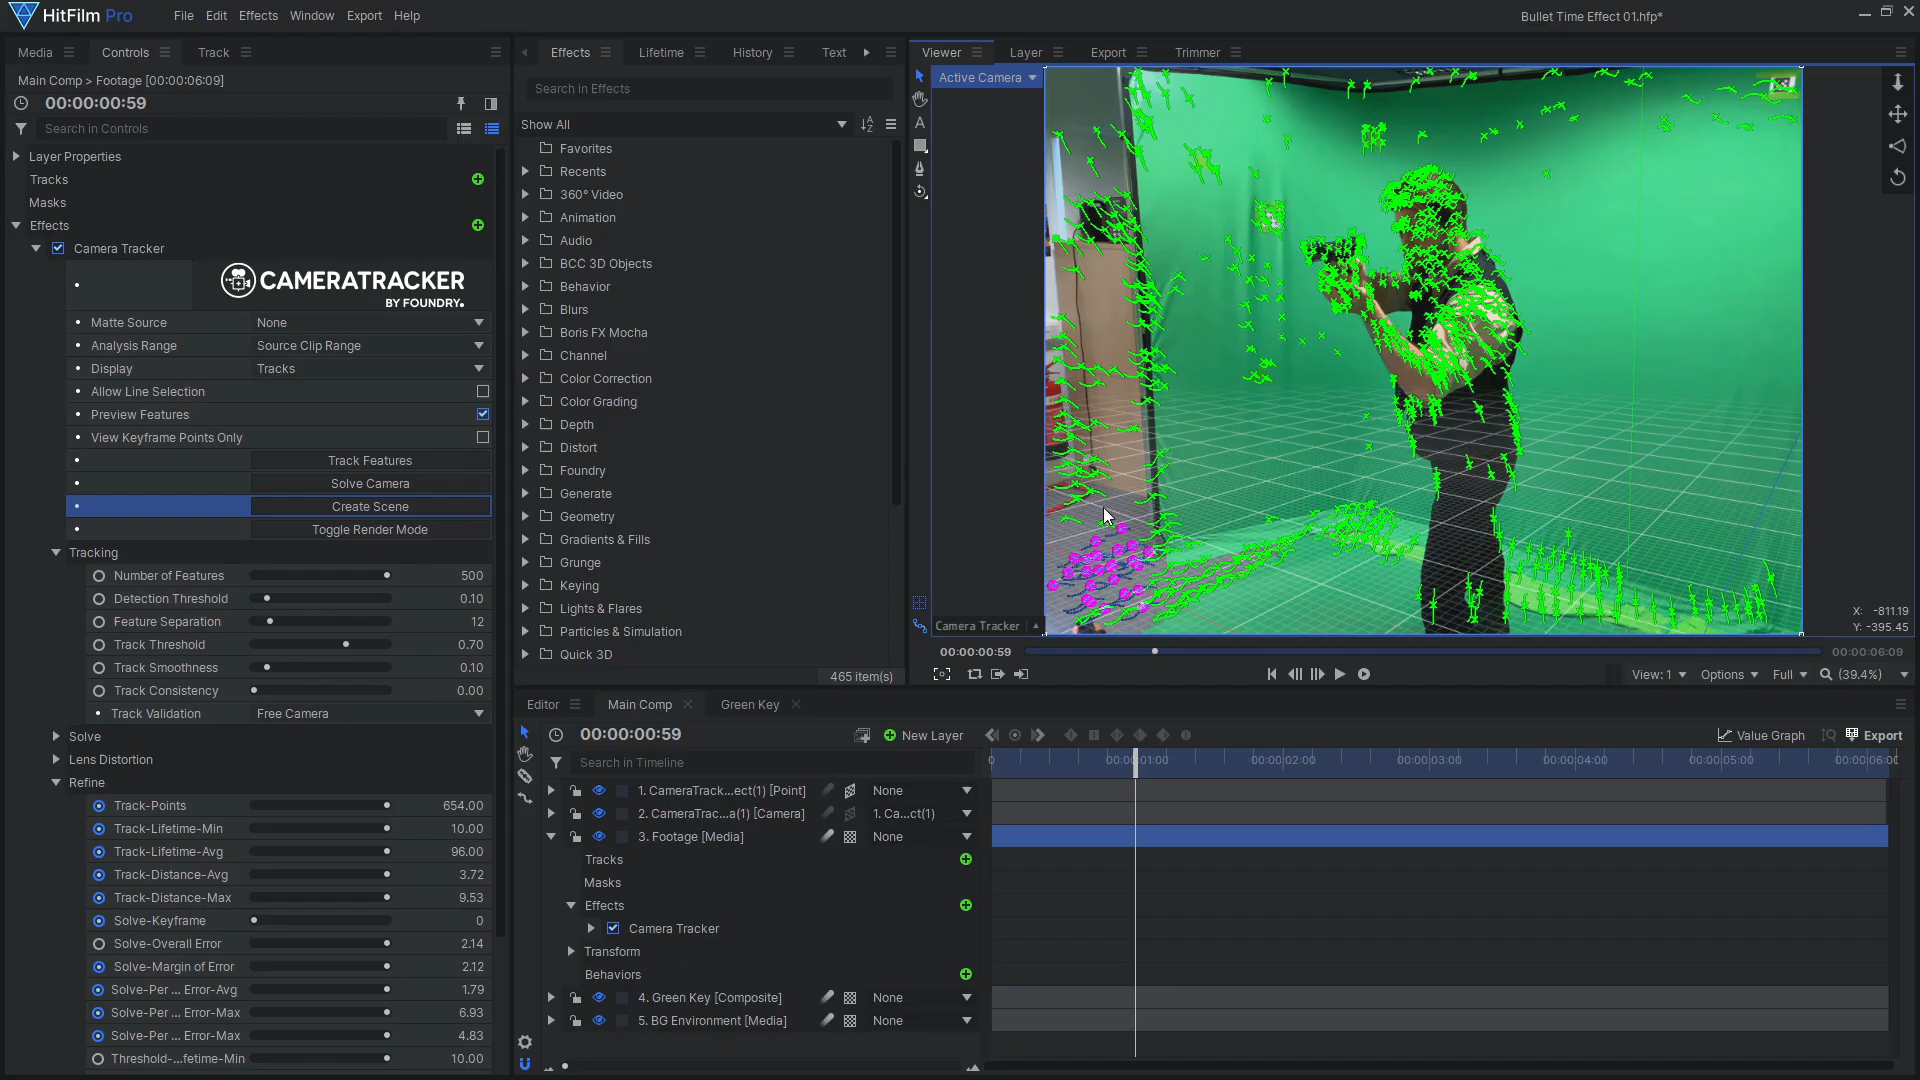 HitFilm Pro
File Edit Effects Window Export Help
Bullet Time Effect 01.hfp*
Media Controls Track
Effects Lifetime History Text
Viewer Layer Export Trimmer
Main Comp > Footage [00:00:06:09]
00:00:00:59
Search in Controls
Layer Properties
Tracks
Masks
Effects
Camera Tracker
CAMERATRACKER
BY FOUNDRY.
Matte Source None
Analysis Range Source Clip Range
Display Tracks
Allow Line Selection
Preview Features
View Keyframe Points Only
Track Features
Solve Camera
Create Scene
Toggle Render Mode
Tracking
Number of Features 500
Detection Threshold 0.10
Feature Separation 12
Track Threshold 0.70
Track Smoothness 0.10
Track Consistency 0.00
Track Validation Free Camera
Solve
Lens Distortion
Refine
Track-Points 654.00
Track-Lifetime-Min 10.00
Track-Lifetime-Avg 96.00
Track-Distance-Avg 3.72
Track-Distance-Max 9.53
Solve-Keyframe 0
Solve-Overall Error 2.14
Solve-Margin of Error 2.12
Solve-Per ... Error-Avg 1.79
Solve-Per ... Error-Max 6.93
Solve-Per ... Error-Max 4.83
Threshold-...fetime-Min 10.00
Search in Effects
Show All
Favorites
Recents
360° Video
Animation
Audio
BCC 3D Objects
Behavior
Blurs
Boris FX Mocha
Channel
Color Correction
Color Grading
Depth
Distort
Foundry
Generate
Geometry
Gradients & Fills
Grunge
Keying
Lights & Flares
Particles & Simulation
Quick 3D
465 item(s)
Active Camera
Camera Tracker
X: -811.19
Y: -395.45
00:00:00:59 00:00:06:09
View: 1 Options Full (39.4%)
Editor Main Comp Green Key
00:00:00:59 New Layer Value Graph Export
Search in Timeline
0 00:00:01:00 00:00:02:00 00:00:03:00 00:00:04:00 00:00:05:00 00:00:06:0
1. CameraTrack...ect(1) [Point] None
2. CameraTrac...a(1) [Camera] 1. Ca...ct(1)
3. Footage [Media] None
Tracks
Masks
Effects
Camera Tracker
Transform
Behaviors
4. Green Key [Composite] None
5. BG Environment [Media] None